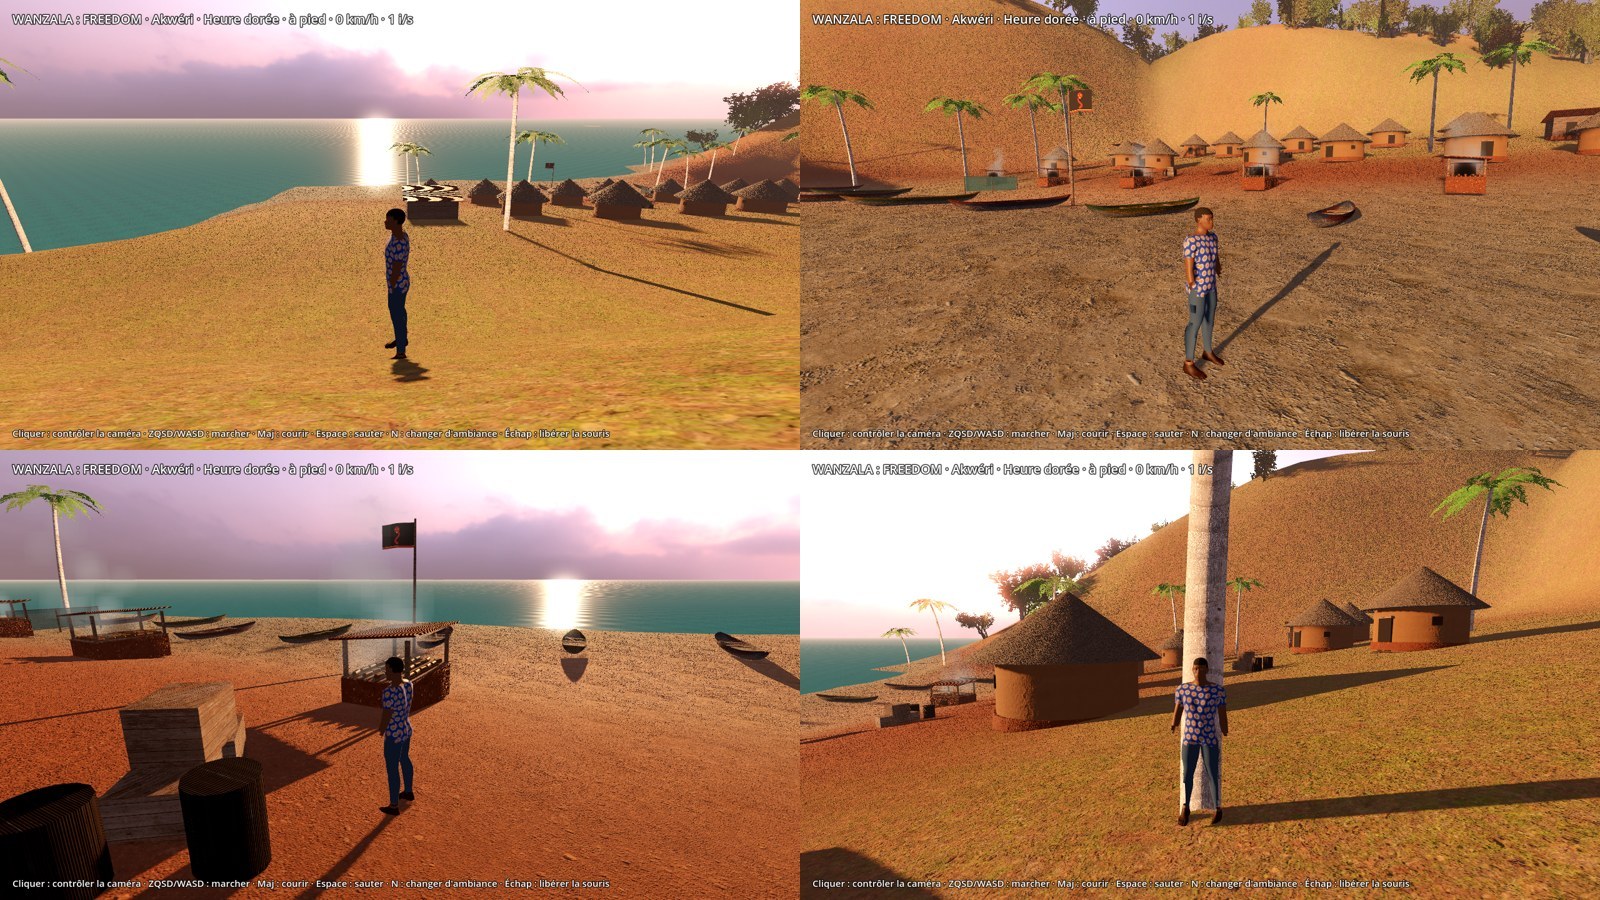 WANZALA : FREEDOM · Akwéri · Heure dorée · à pied · 0 km/h · 1 i/s
Cliquer : contrôler la caméra · ZQSD/WASD : marcher · Maj : courir · Espace : sauter · N : changer d'ambiance · Échap : libérer la souris
WANZALA : FREEDOM · Akwéri · Heure dorée · à pied · 0 km/h · 1 i/s
Cliquer : contrôler la caméra · ZQSD/WASD : marcher · Maj : courir · Espace : sauter · N : changer d'ambiance · Échap : libérer la souris
WANZALA : FREEDOM · Akwéri · Heure dorée · à pied · 0 km/h · 1 i/s
Cliquer : contrôler la caméra · ZQSD/WASD : marcher · Maj : courir · Espace : sauter · N : changer d'ambiance · Échap : libérer la souris
WANZALA : FREEDOM · Akwéri · Heure dorée · à pied · 0 km/h · 1 i/s
Cliquer : contrôler la caméra · ZQSD/WASD : marcher · Maj : courir · Espace : sauter · N : changer d'ambiance · Échap : libérer la souris